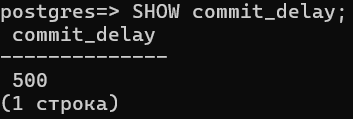 postgres=> SHOW commit_delay;
 commit_delay
--------------
 500
(1 строка)